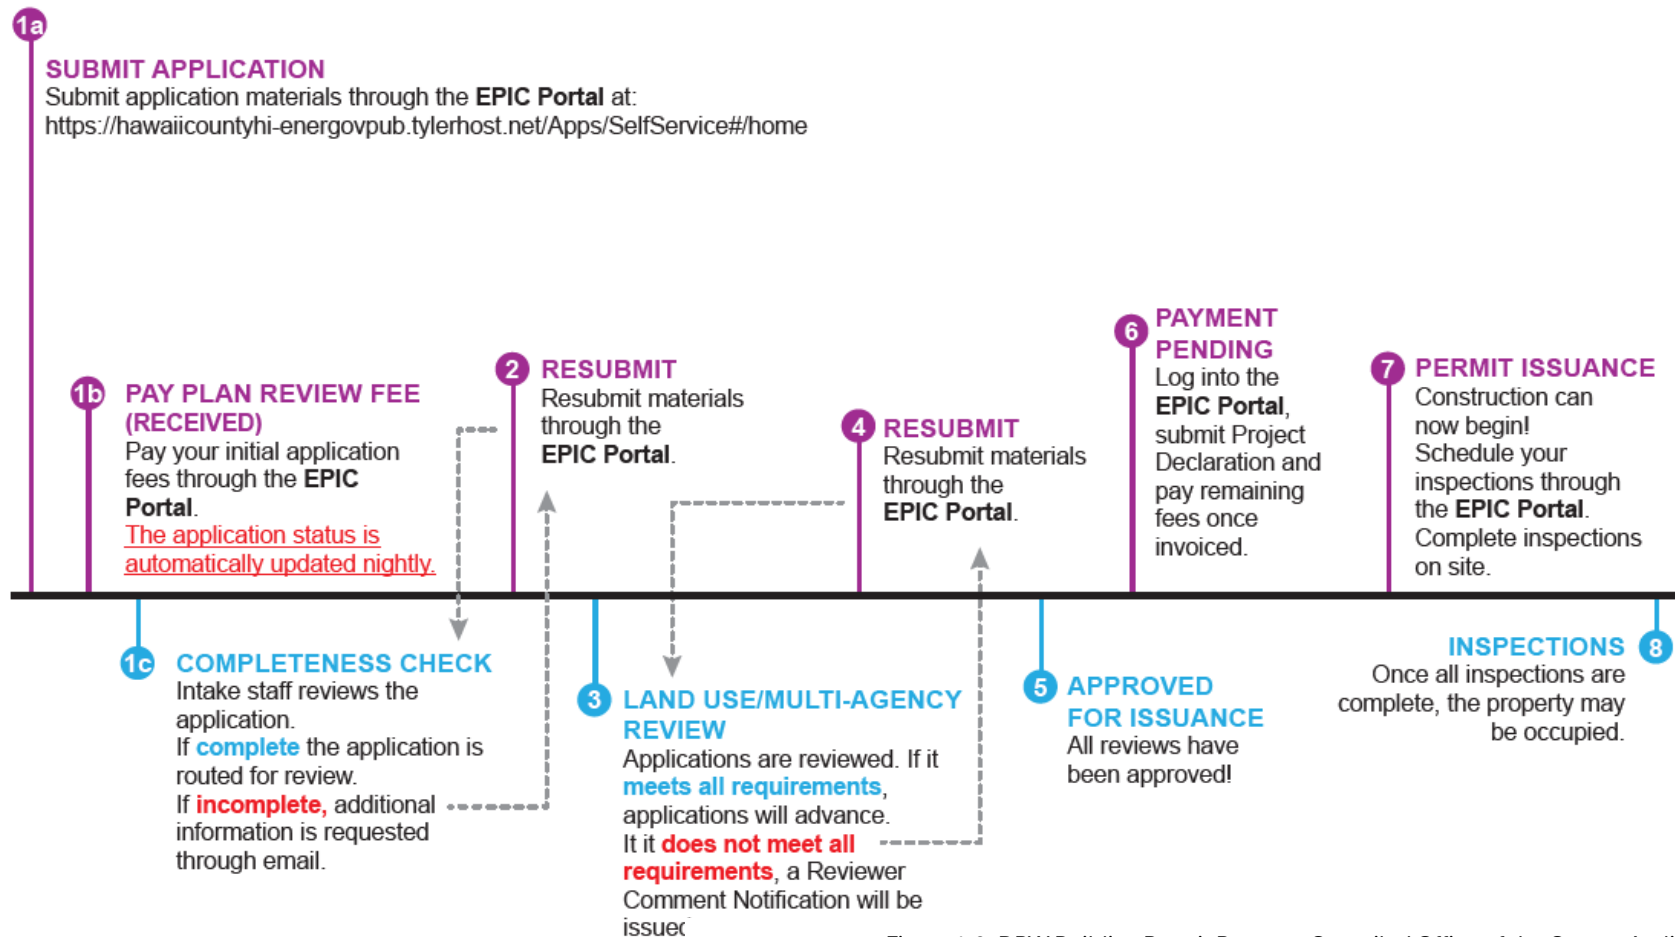 1a
SUBMIT APPLICATION
Submit application materials through the EPIC Portal at:
https://hawaiicountyhi-energovpub.tylerhost.net/Apps/SelfService#/home
1b
PAY PLAN REVIEW FEE
(RECEIVED)
Pay your initial application
fees through the EPIC
Portal.
The application status is
automatically updated nightly.
1c
COMPLETENESS CHECK
Intake staff reviews the
application.
If complete the application is
routed for review.
If incomplete, additional
information is requested
through email.
2
RESUBMIT
Resubmit materials
through the
EPIC Portal.
3
LAND USE/MULTI-AGENCY
REVIEW
Applications are reviewed. If it
meets all requirements,
applications will advance.
It it does not meet all
requirements, a Reviewer
Comment Notification will be
issued
4
RESUBMIT
Resubmit materials
through the
EPIC Portal.
5
APPROVED
FOR ISSUANCE
All reviews have
been approved!
6
PAYMENT
PENDING
Log into the
EPIC Portal,
submit Project
Declaration and
pay remaining
fees once
invoiced.
7
PERMIT ISSUANCE
Construction can
now begin!
Schedule your
inspections through
the EPIC Portal.
Complete inspections
on site.
8
INSPECTIONS
Once all inspections are
complete, the property may
be occupied.